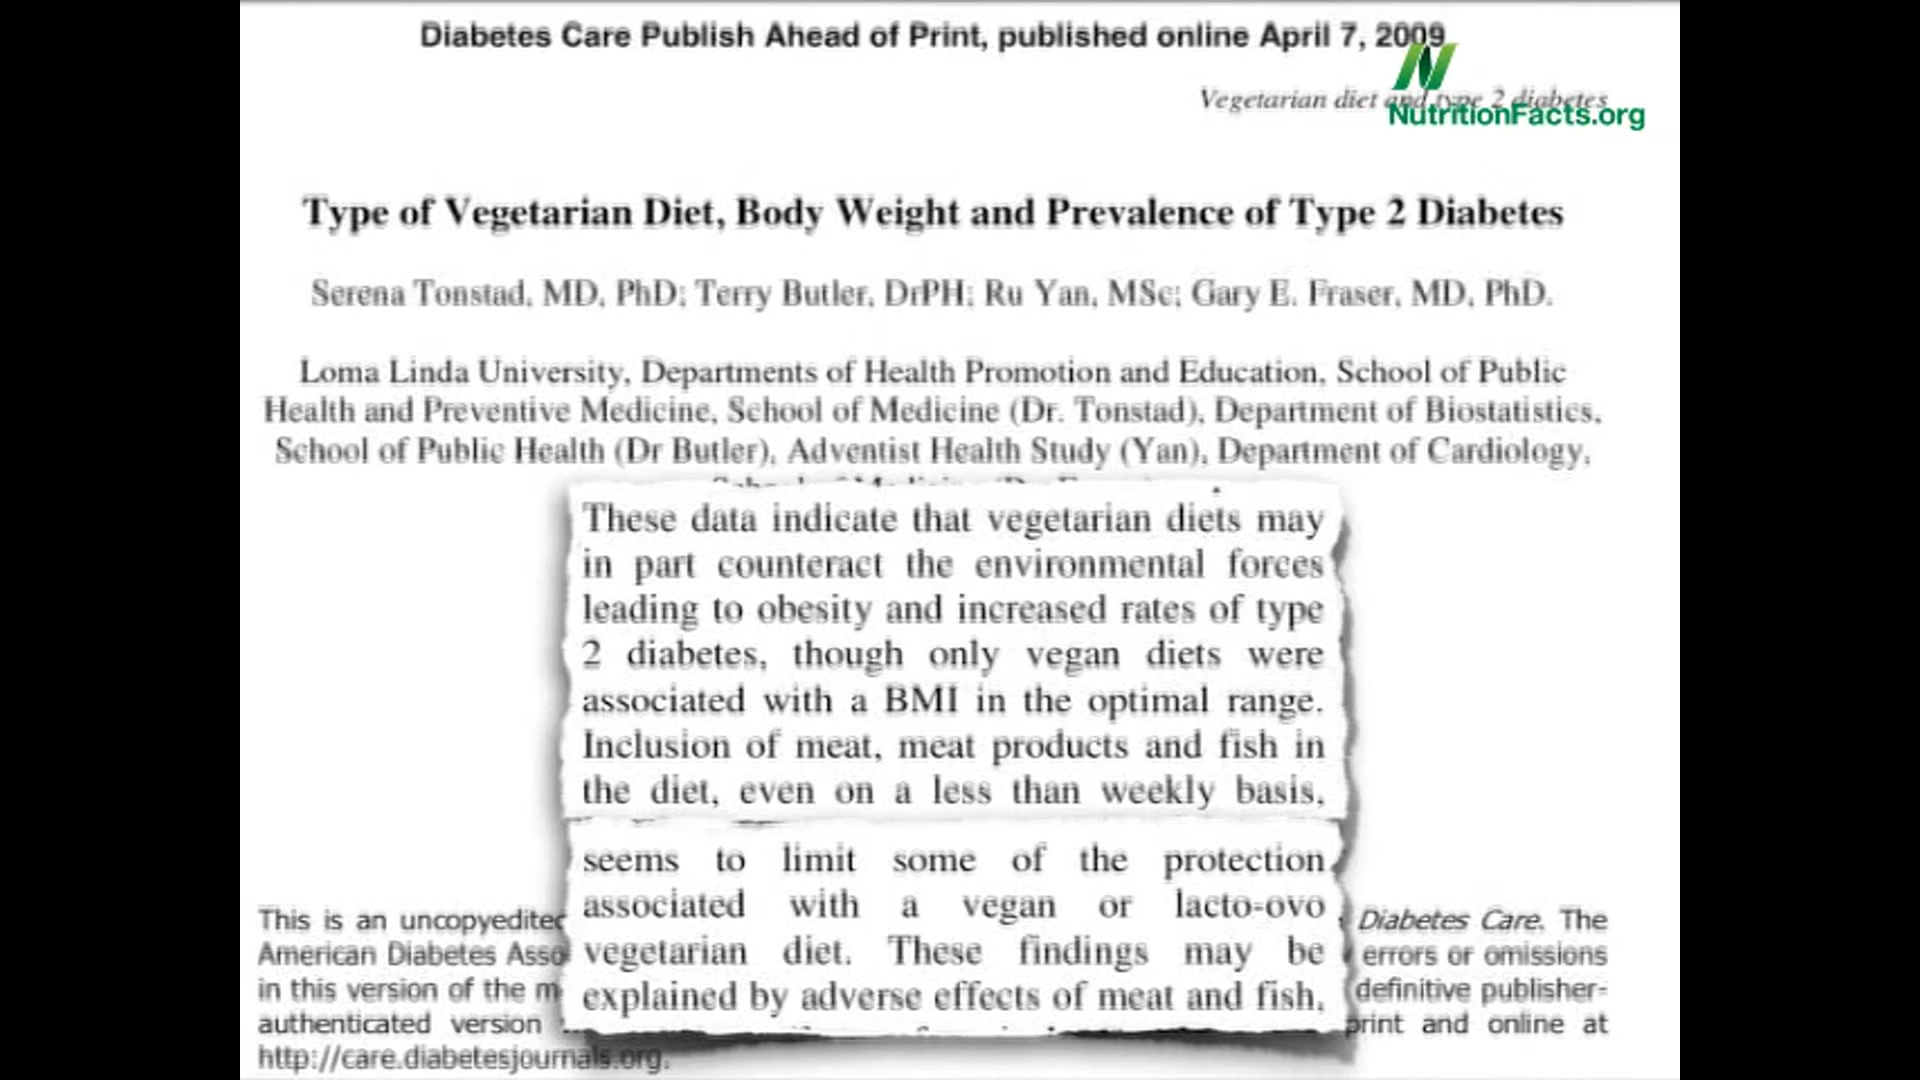 Diabetes Care Publish Ahead of Print, published online April 7, 2009
Vegetarian diet and type 2 diabetes
NutritionFacts.org
Type of Vegetarian Diet, Body Weight and Prevalence of Type 2 Diabetes
Serena Tonstad, MD, PhD; Terry Butler, DrPH; Ru Yan, MSc; Gary E. Fraser, MD, PhD.
Loma Linda University, Departments of Health Promotion and Education, School of Public
Health and Preventive Medicine, School of Medicine (Dr. Tonstad), Department of Biostatistics,
School of Public Health (Dr Butler), Adventist Health Study (Yan), Department of Cardiology,
These data indicate that vegetarian diets may
in part counteract the environmental forces
leading to obesity and increased rates of type
2 diabetes, though only vegan diets were
associated with a BMI in the optimal range.
Inclusion of meat, meat products and fish in
the diet, even on a less than weekly basis,
seems to limit some of the protection
associated with a vegan or lacto-ovo
vegetarian diet. These findings may be
explained by adverse effects of meat and fish,
This is an uncopyedited Diabetes Care. The
American Diabetes errors or omissions
in this version of the definitive publisher-
authenticated version print and online at
http://care.diabetesjournals.org.